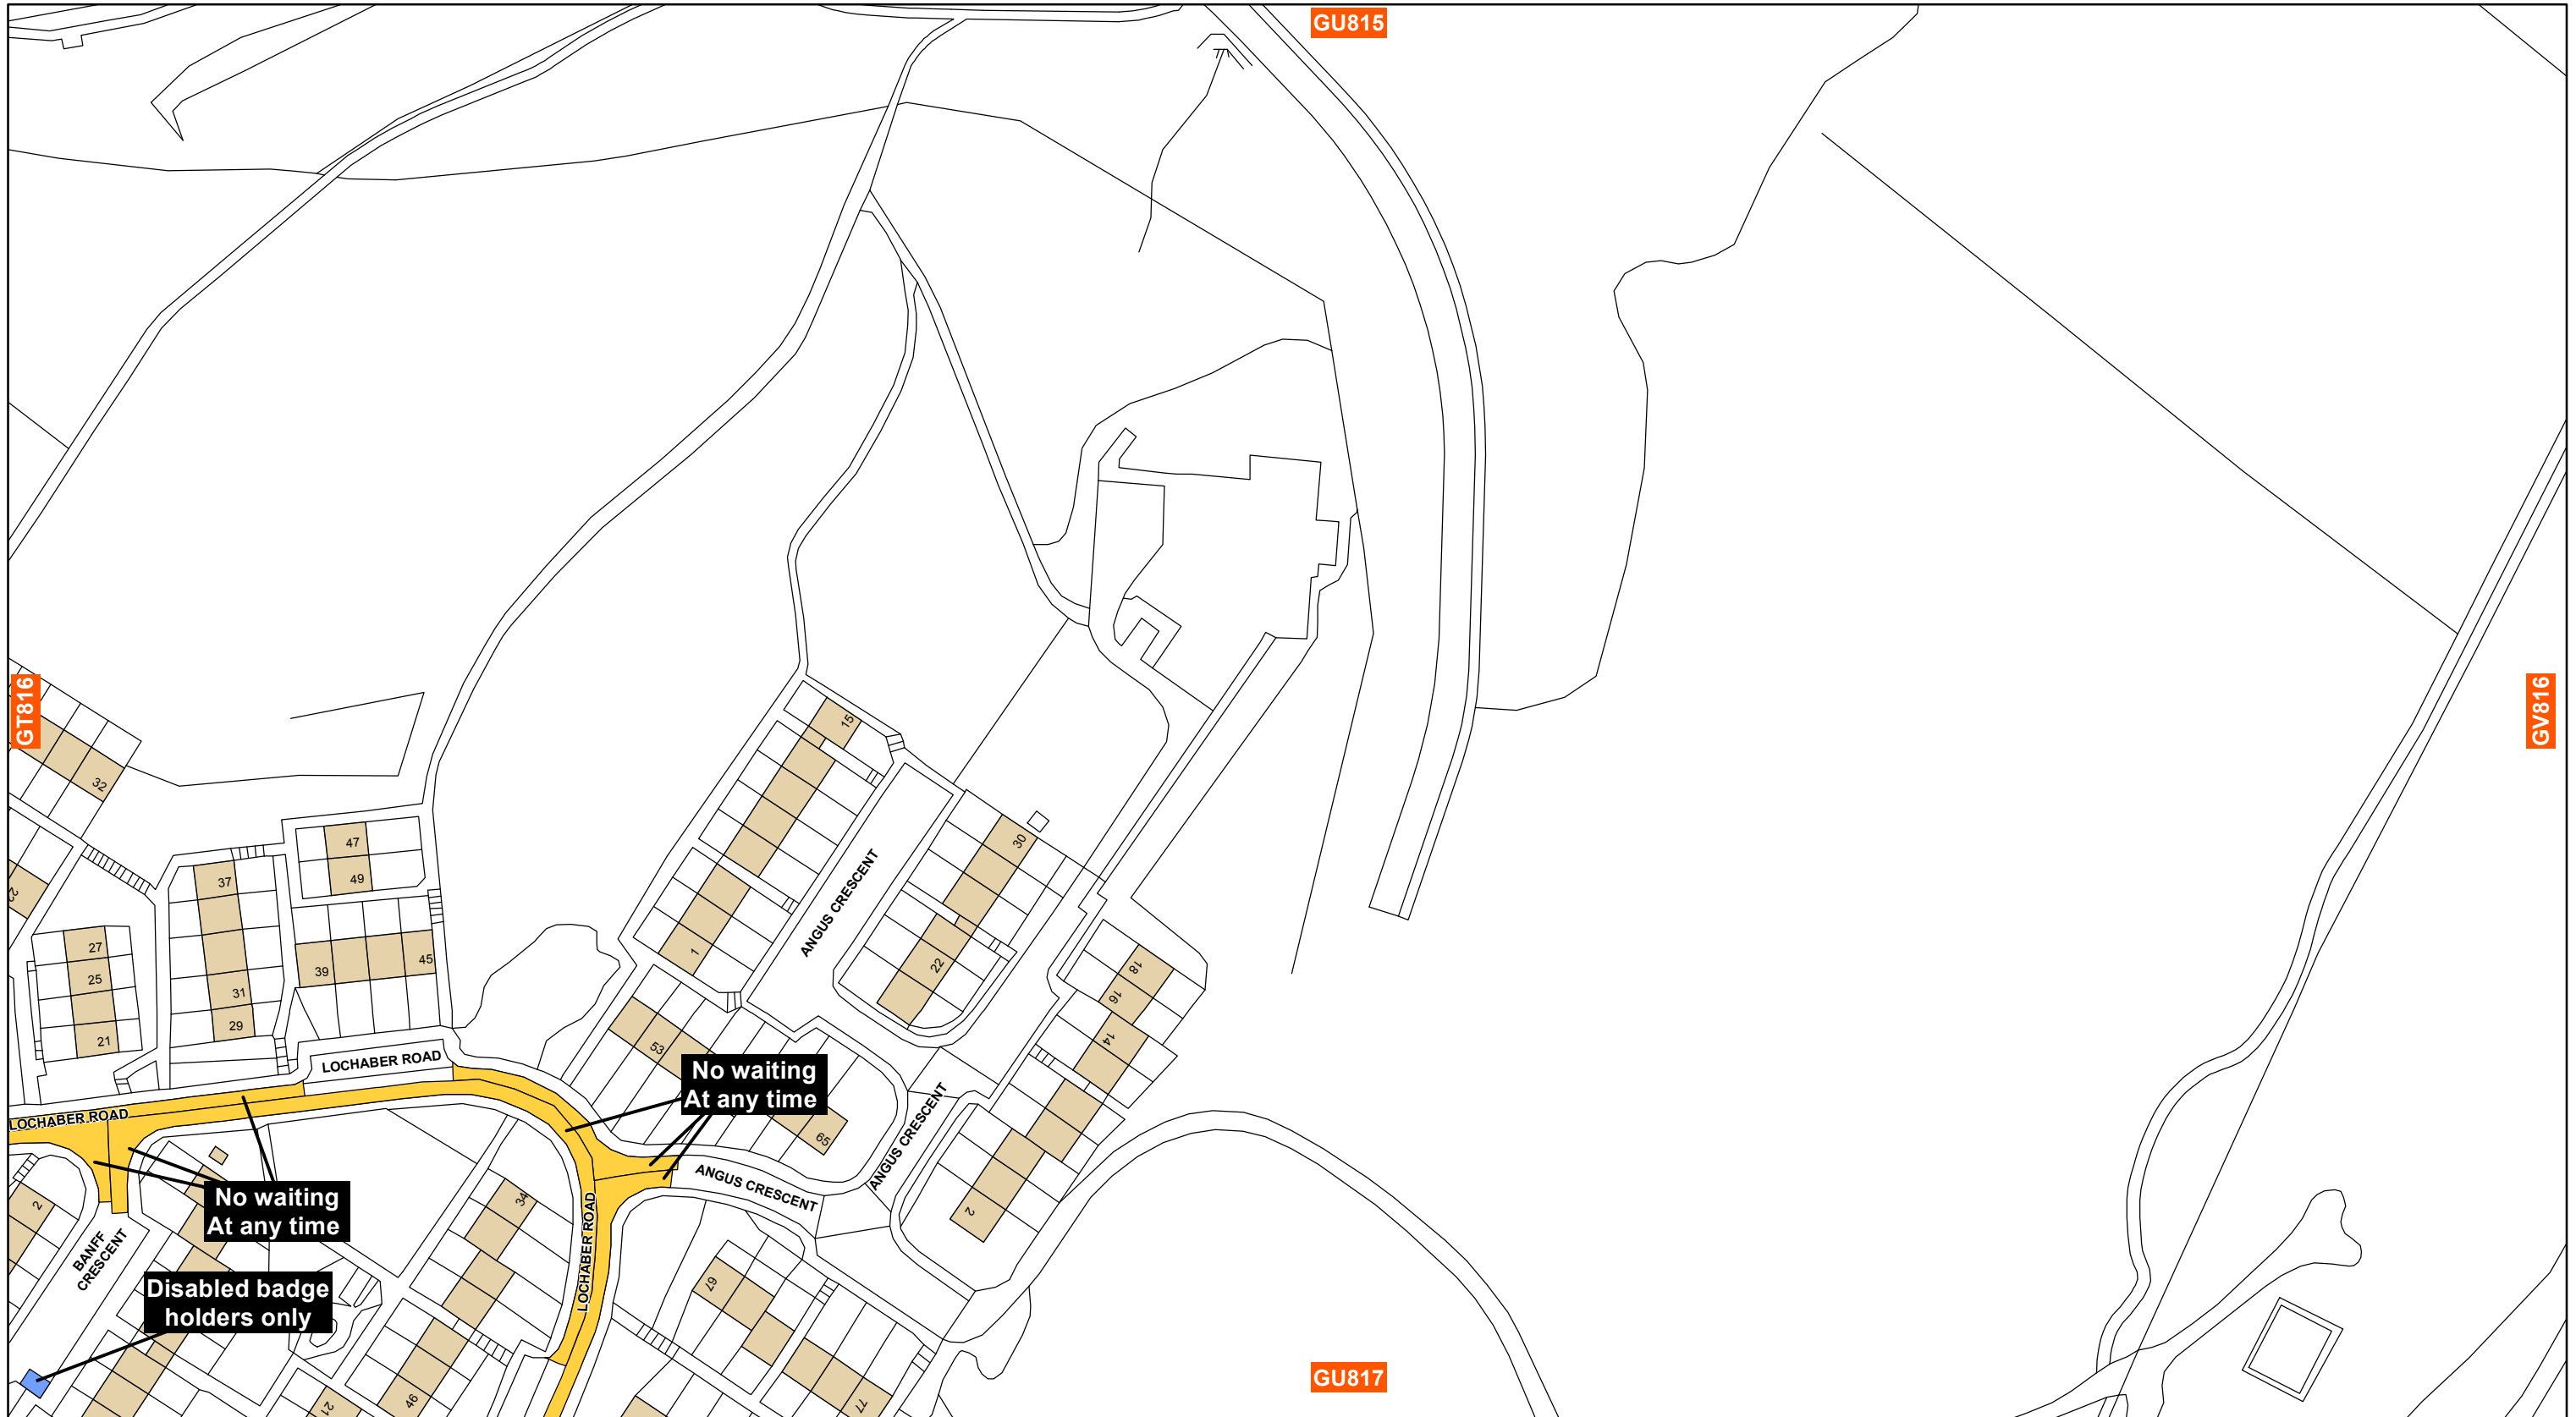 GU815
GT816
GV816
15
32
30
47
49
37
ANGUS CRESCENT
23
27
25
21
31
29
39
45
1
22
18
16
14
53
LOCHABER ROAD
No waiting
At any time
65
LOCHABER ROAD
ANGUS CRESCENT
ANGUS CRESCENT
2
2
No waiting
At any time
34
LOCHABER ROAD
BANFF
CRESCENT
Disabled badge
holders only
67
GU817
21
46
77